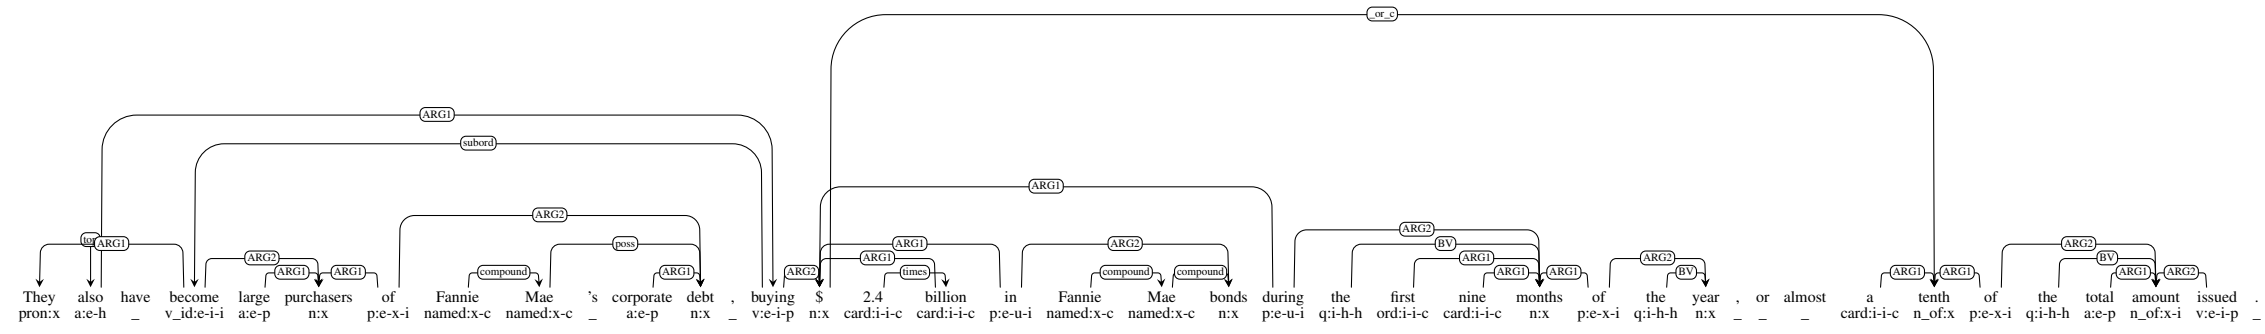 _or_c
ARG1
subord
ARG1
ARG2
ARG2 BV
top ARG1 poss ARG1 ARG2
ARG2 ARG1 ARG1 ARG2 BV
ARG1 ARG1 compound ARG1 ARG2 times compound compound ARG1 ARG1 BV ARG1 ARG1 ARG1 ARG2
They also have become large purchasers of Fannie Mae 's corporate debt , buying $ 2.4 billion in Fannie Mae bonds during the first nine months of the year , or almost a tenth of the total amount issued .
pron:x a:e-h _ v_id:e-i-i a:e-p n:x p:e-x-i named:x-c named:x-c _ a:e-p n:x _ v:e-i-p n:x card:i-i-c card:i-i-c p:e-u-i named:x-c named:x-c n:x p:e-u-i q:i-h-h ord:i-i-c card:i-i-c n:x p:e-x-i q:i-h-h n:x _ _ _ card:i-i-c n_of:x p:e-x-i q:i-h-h a:e-p n_of:x-i v:e-i-p _